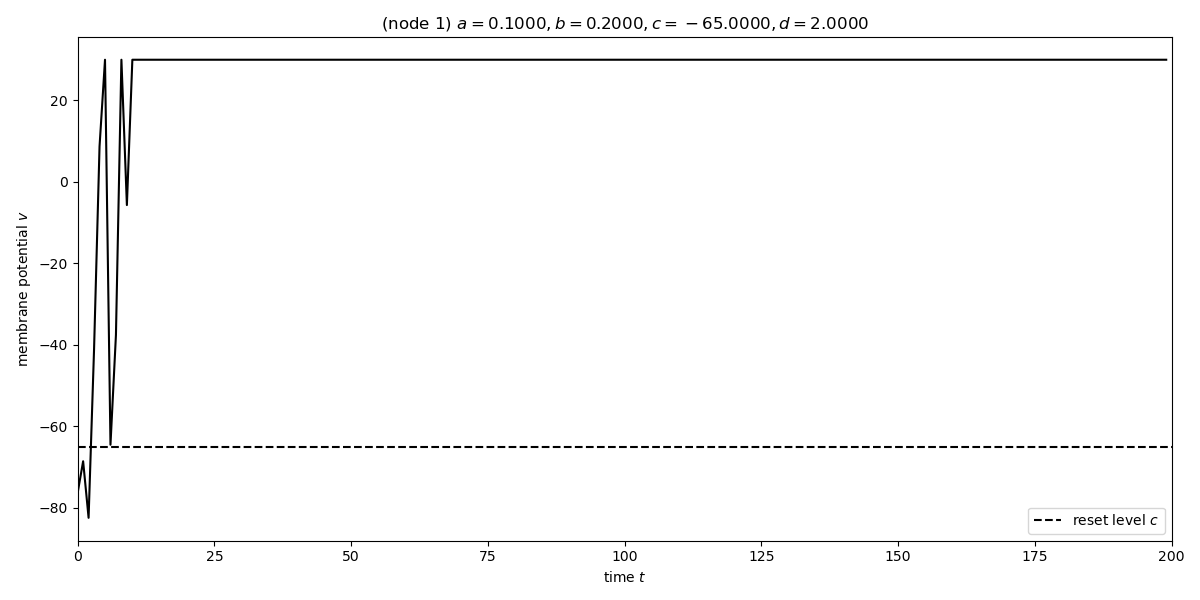 (node 1) a = 0.1000, b = 0.2000, c = −65.0000, d = 2.0000
membrane potential v
20
0
−20
−40
−60
−80
reset level c
0 25 50 75 100 125 150 175 200
time t